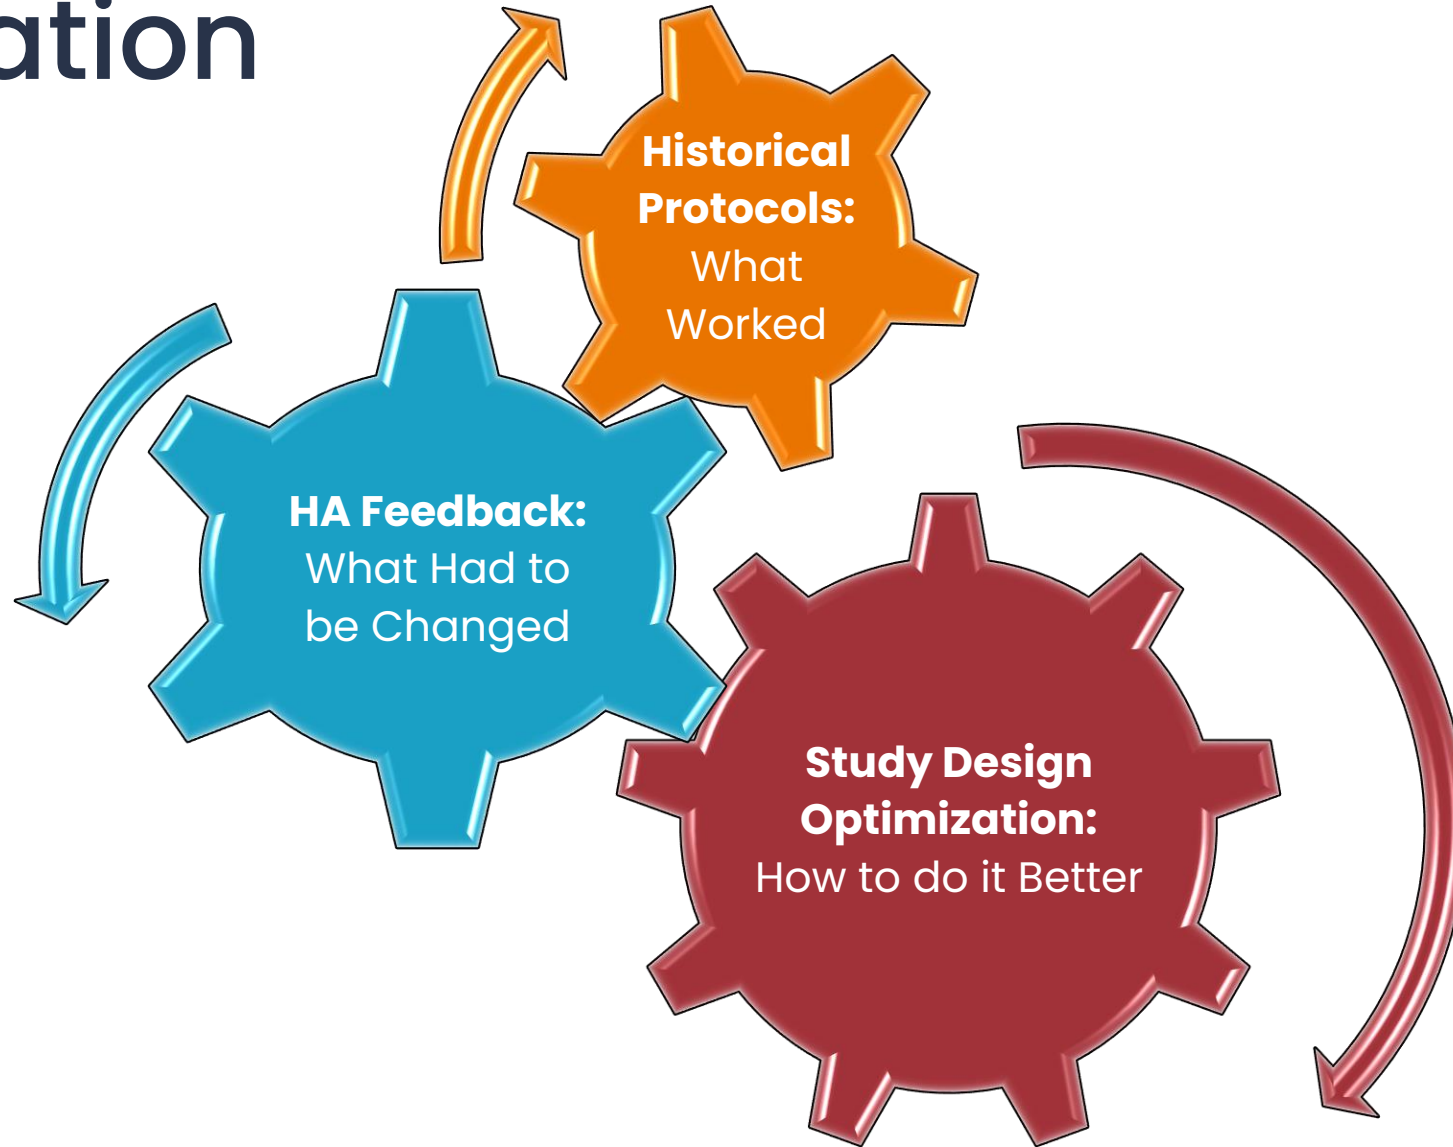 ation
Historical
Protocols:
What
Worked
HA Feedback:
What Had to
be Changed
Study Design
Optimization:
How to do it Better